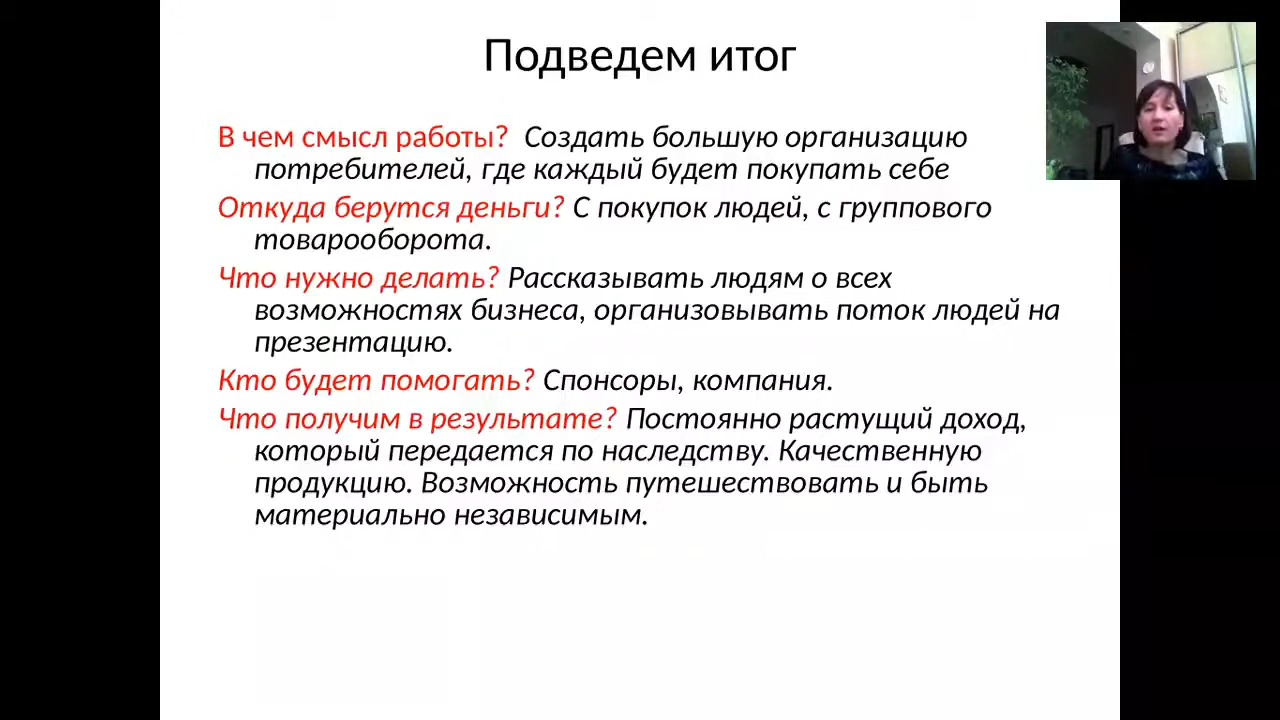 Подведем итог
В чем смысл работы? Создать большую организацию
потребителей, где каждый будет покупать себе
Откуда берутся деньги? С покупок людей, с группового
товарооборота.
Что нужно делать? Рассказывать людям о всех
возможностях бизнеса, организовывать поток людей на
презентацию.
Кто будет помогать? Спонсоры, компания.
Что получим в результате? Постоянно растущий доход,
который передается по наследству. Качественную
продукцию. Возможность путешествовать и быть
материально независимым.